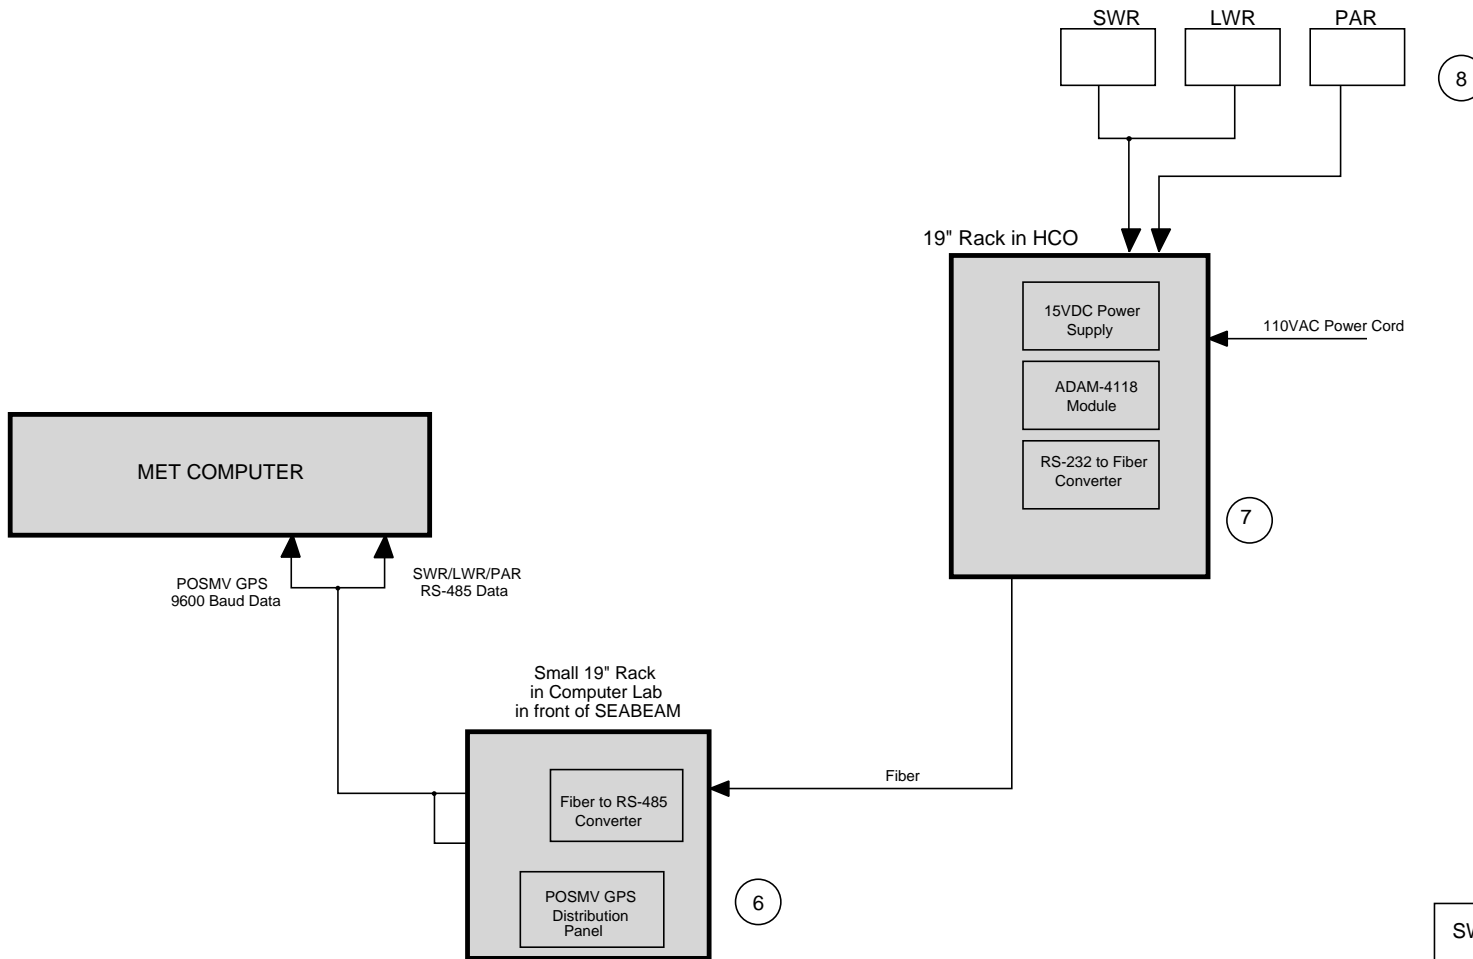 SWR LWR PAR
8
19" Rack in HCO
15VDC Power
Supply
110VAC Power Cord
ADAM-4118
Module
RS-232 to Fiber
Converter
7
MET COMPUTER
POSMV GPS
9600 Baud Data
SWR/LWR/PAR
RS-485 Data
Small 19" Rack
in Computer Lab
in front of SEABEAM
Fiber
Fiber to RS-485
Converter
POSMV GPS
Distribution
Panel
6